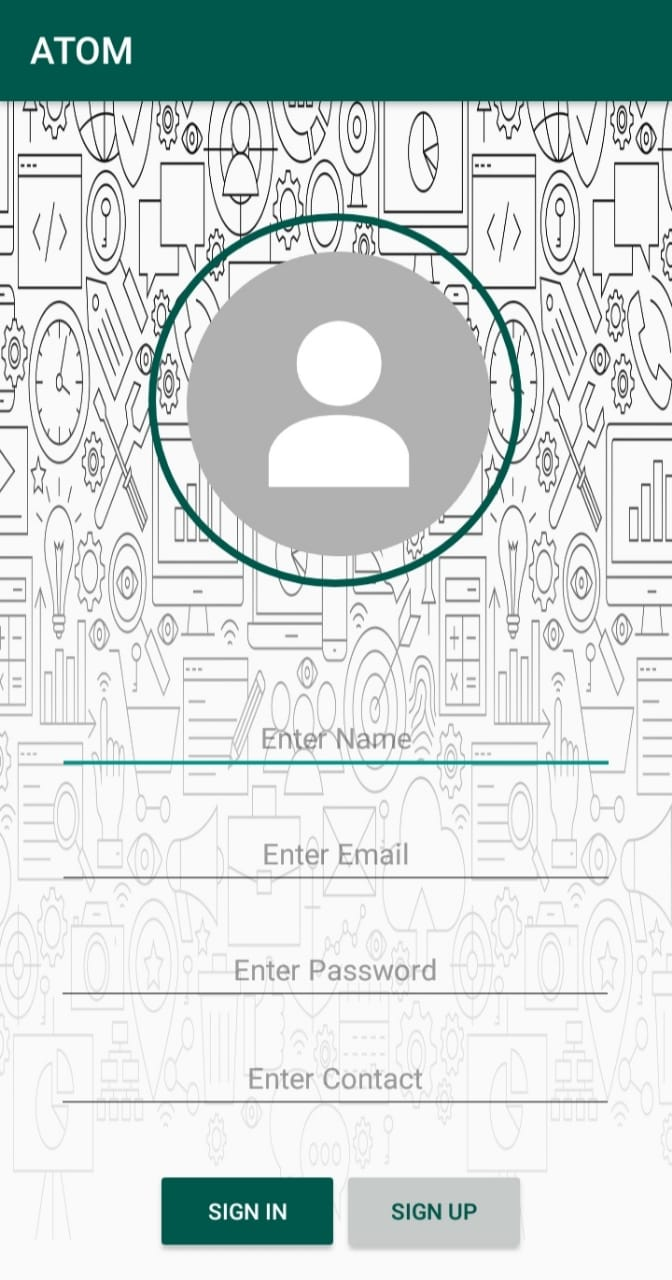 ATOM
Enter Name
Enter Email
Enter Password
Enter Contact
SIGN IN SIGN UP